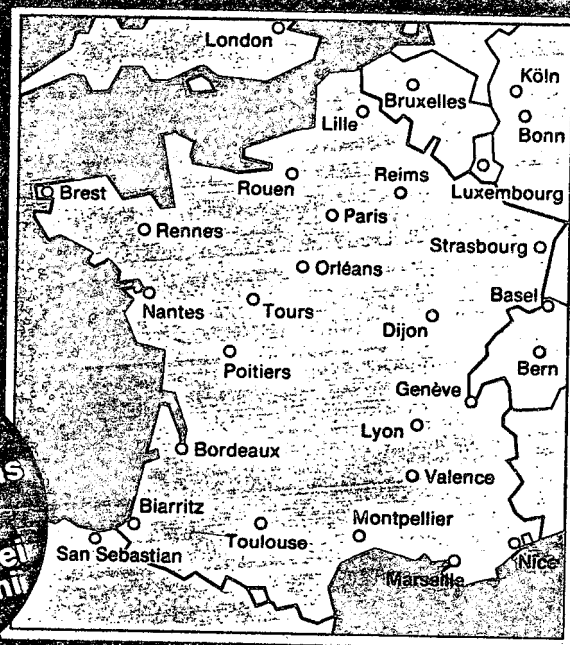 London
Köln
Bruxelles
Bonn
Lille
Rouen
Reims
Luxembourg
Brest
Paris
Rennes
Strasbourg
Orléans
Basel
Nantes
Tours
Dijon
Bern
Poitiers
Genève
Lyon
Bordeaux
Valence
Biarritz
Montpellier
San Sebastian
Toulouse
Marseille
Nice